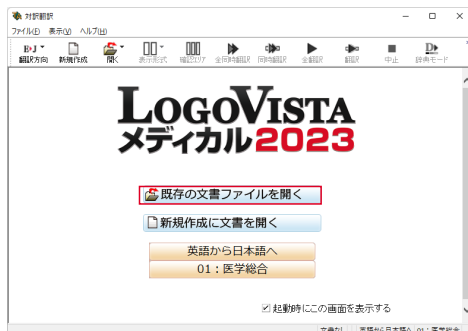 対訳翻訳
ファイル(F) 表示(V) ヘルプ(H)
E›J 
翻訳方向 新規作成 開く 表示形式 確認エリア 全同時翻訳 同時翻訳 全翻訳 翻訳 中止 辞典モード
LOGOVISTA
メディカル2023
既存の文書ファイルを開く
新規作成に文書を開く
英語から日本語へ
01：医学総合
起動時にこの画面を表示する
文書なし 英語から日本語へ 01：医学総合